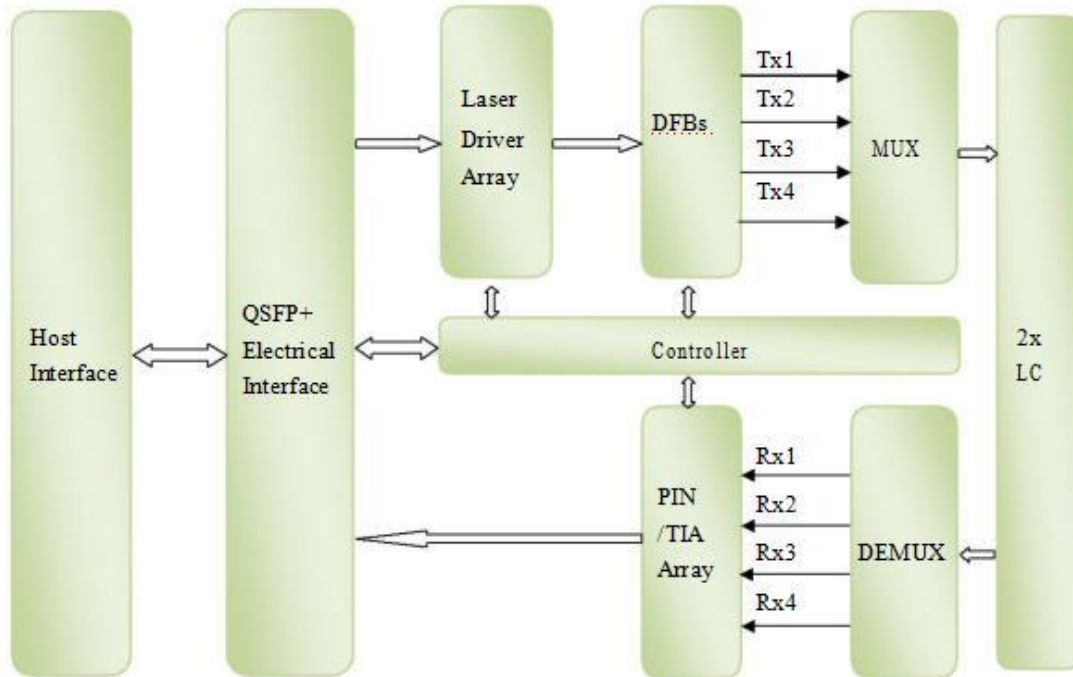 Host
Interface
QSFP+
Electrical
Interface
Laser
Driver
Array
DFBs
Tx1
Tx2
Tx3
Tx4
MUX
Controller
2x
LC
PIN
/TIA
Array
Rx1
Rx2
Rx3
Rx4
DEMUX